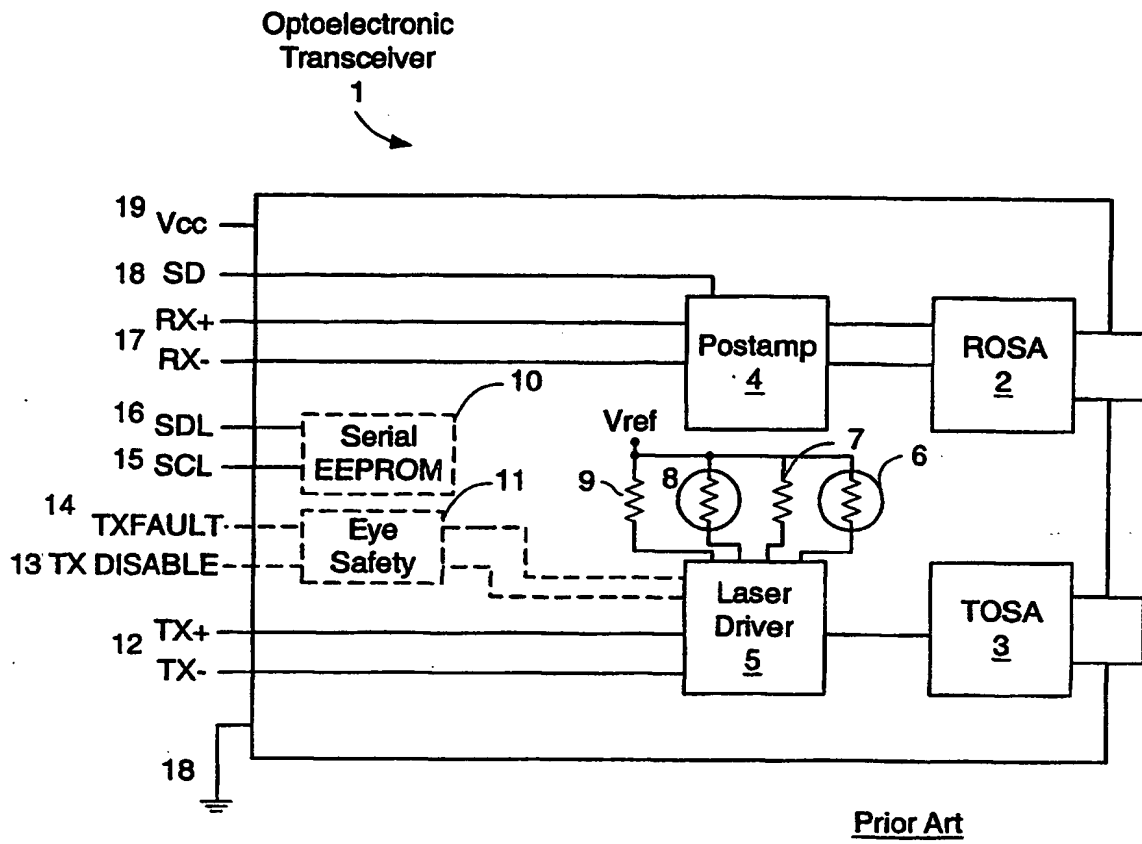 Optoelectronic
Transceiver
1
19 Vcc
18 SD
RX+
17
RX-
Postamp
4
ROSA
2
10
16 SDL
15 SCL
Serial
EEPROM
Vref
9
8
7
6
11
14 TXFAULT
13 TX DISABLE
Eye
Safety
12 TX+
TX-
Laser
Driver
5
TOSA
3
18
Prior Art